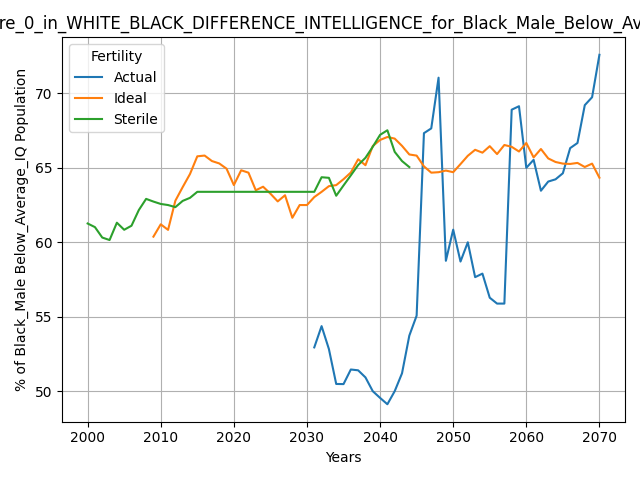 re_0_in_WHITE_BLACK_DIFFERENCE_INTELLIGENCE_for_Black_Male_Below_Av
Fertility
Actual
Ideal
Sterile
% of Black_Male Below_Average_IQ Population
70
65
60
55
50
2000 2010 2020 2030 2040 2050 2060 2070
Years